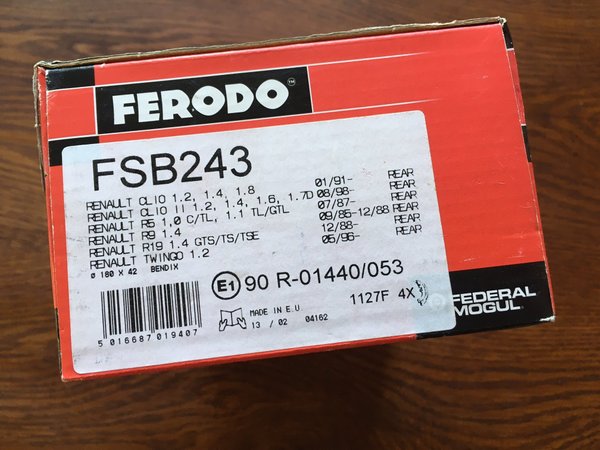 FERODO™
FSB243
RENAULT CLIO 1.2, 1.4, 1.8 01/91- REAR
RENAULT CLIO II 1.2, 1.4, 1.6, 1.7D 08/98- REAR
RENAULT R5 1,0 C/TL, 1.1 TL/GTL 07/87- REAR
RENAULT R9 1.4 09/85-12/88 REAR
RENAULT R19 1.4 GTS/TS/TSE 12/88- REAR
RENAULT TWINGO 1.2 05/96- REAR
ø 180 X 42 BENDIX
E1 90 R-01440/053
MADE IN E.U
13 / 02 04162
1127F 4X
5 016687 019407
FEDERAL MOGUL